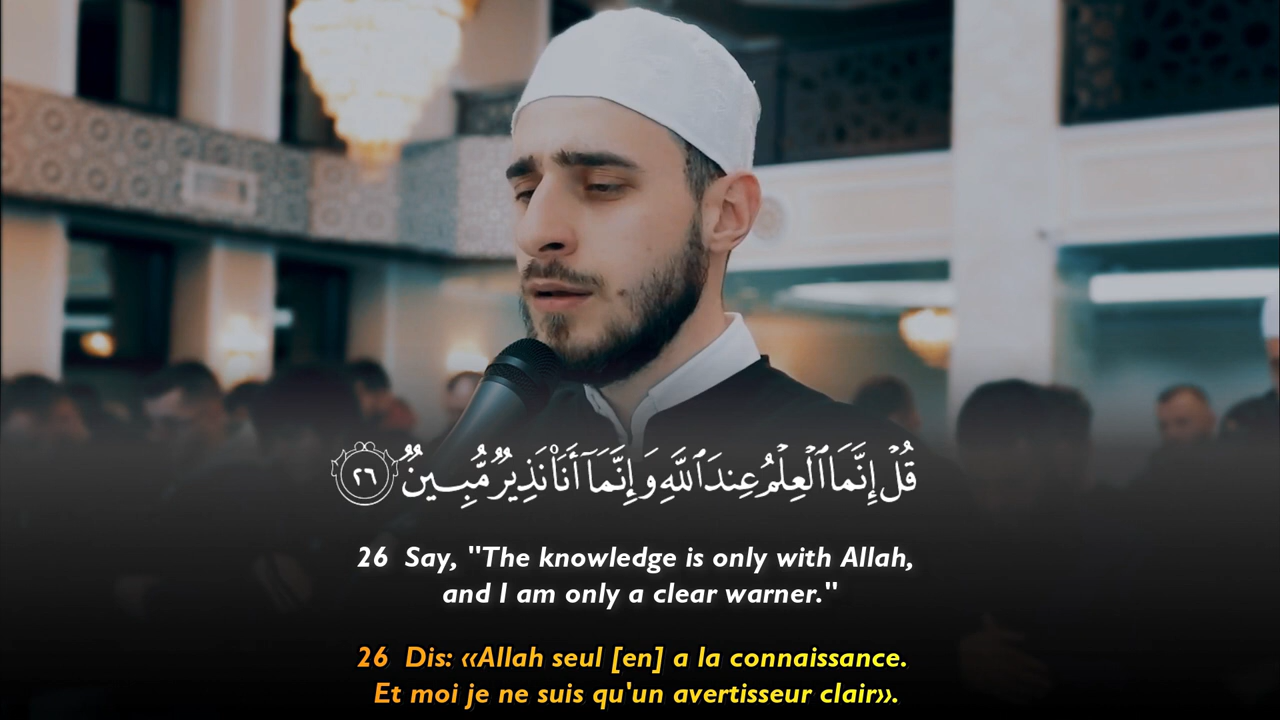 قُلْ إِنَّمَا ٱلْعِلْمُ عِندَ ٱللَّهِ وَإِنَّمَآ أَنَا۠ نَذِيرٌ مُّبِينٌ ٢٦
26 Say, "The knowledge is only with Allah,
and I am only a clear warner."
26 Dis: «Allah seul [en] a la connaissance.
Et moi je ne suis qu'un avertisseur clair».